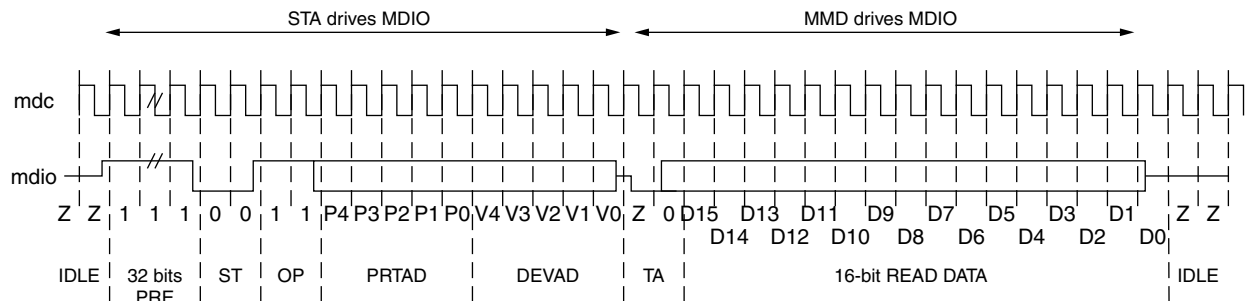 STA drives MDIO MMD drives MDIO
mdc
mdio
Z Z 1 1 1 0 0 1 1 P4 P3 P2 P1 P0 V4 V3 V2 V1 V0 Z 0 D15 D13 D11 D9 D7 D5 D3 D1 Z Z
D14 D12 D10 D8 D6 D4 D2 D0
IDLE 32 bits ST OP PRTAD DEVAD TA 16-bit READ DATA IDLE
PRE